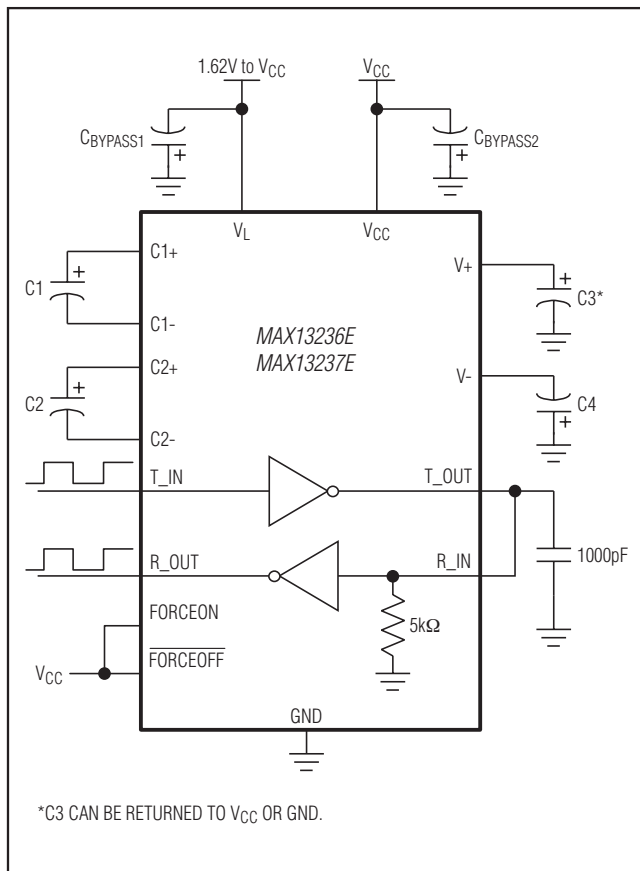 1.62V to VCC
VCC
CBYPASS1
+
CBYPASS2
+
VL
VCC
C1+
C1
+
C1-
C2+
C2
+
C2-
MAX13236E
MAX13237E
V+
+
C3*
V-
C4
+
T_IN
T_OUT
R_OUT
R_IN
1000pF
5kΩ
FORCEON
FORCEOFF
VCC
GND
*C3 CAN BE RETURNED TO VCC OR GND.